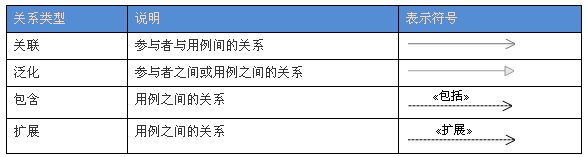 关系类型 说明 表示符号
关联 参与者与用例间的关系
泛化 参与者之间或用例之间的关系
包含 用例之间的关系 «包括»
扩展 用例之间的关系 «扩展»